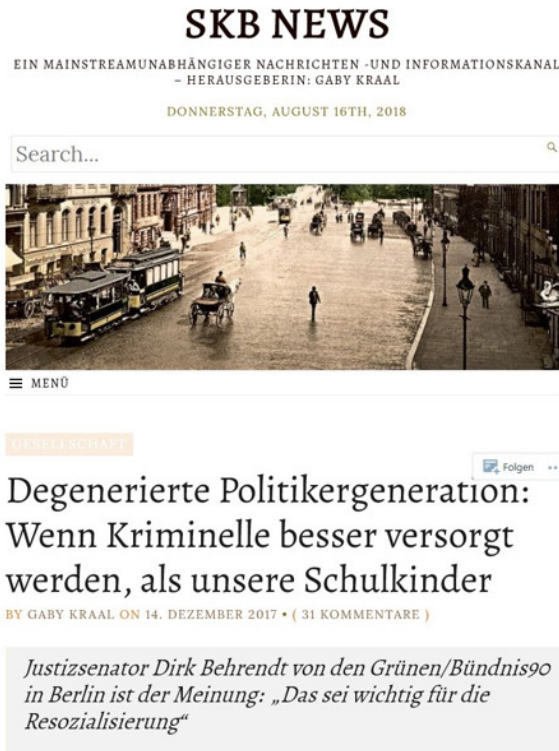 SKB NEWS
EIN MAINSTREAMUNABHÄNGIGER NACHRICHTEN -UND INFORMATIONSKANAL
– HERAUSGEBERIN: GABY KRAAL
DONNERSTAG, AUGUST 16TH, 2018
Search...
MENÜ
GESELLSCHAFT
Folgen
Degenerierte Politikergeneration:
Wenn Kriminelle besser versorgt
werden, als unsere Schulkinder
BY GABY KRAAL ON 14. DEZEMBER 2017 • ( 31 KOMMENTARE )
Justizsenator Dirk Behrendt von den Grünen/Bündnis90
in Berlin ist der Meinung: „Das sei wichtig für die
Resozialisierung“